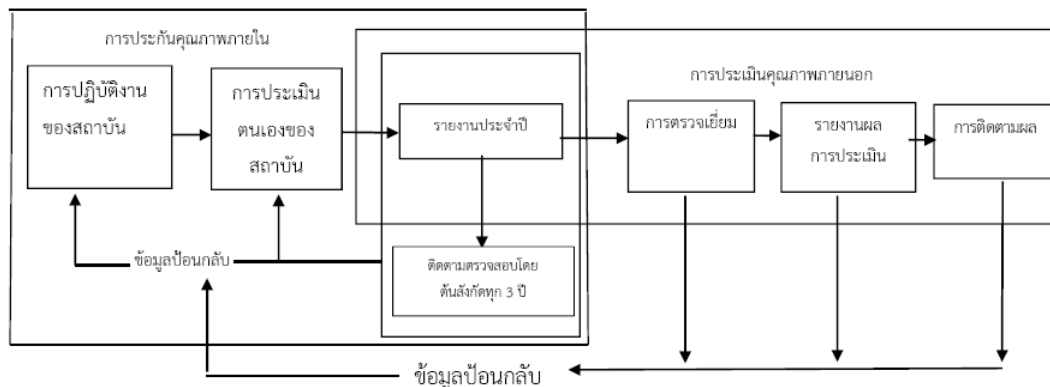 การประกันคุณภาพภายใน
การประเมินคุณภาพภายนอก
การปฏิบัติงาน
ของสถาบัน
การประเมิน
ตนเองของ
สถาบัน
รายงานประจำปี
การตรวจเยี่ยม
รายงานผล
การประเมิน
การติดตามผล
ข้อมูลป้อนกลับ
ติดตามตรวจสอบโดย
ต้นสังกัดทุก 3 ปี
ข้อมูลป้อนกลับ